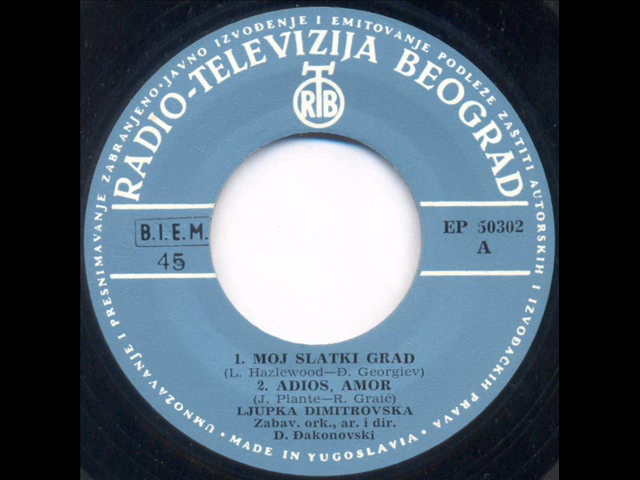 UMNOŽAVANJE I PRESNIMAVANJE ZABRANJENO·JAVNO IZVOĐENJE I EMITOVANJE PODLEŽE ZAŠTITI AUTORSKIH I IZVOĐAČKIH PRAVA
RADIO-TELEVIZIJA BEOGRAD
RTB
B.I.E.M.
45
EP 50302
A
1. MOJ SLATKI GRAD
(L. Hazlewood—Đ. Georgiev)
2. ADIOS, AMOR
(J. Plante—R. Graić)
LJUPKA DIMITROVSKA
Zabav. ork., ar. i dir.
D. Đakonovski
· MADE IN YUGOSLAVIA ·